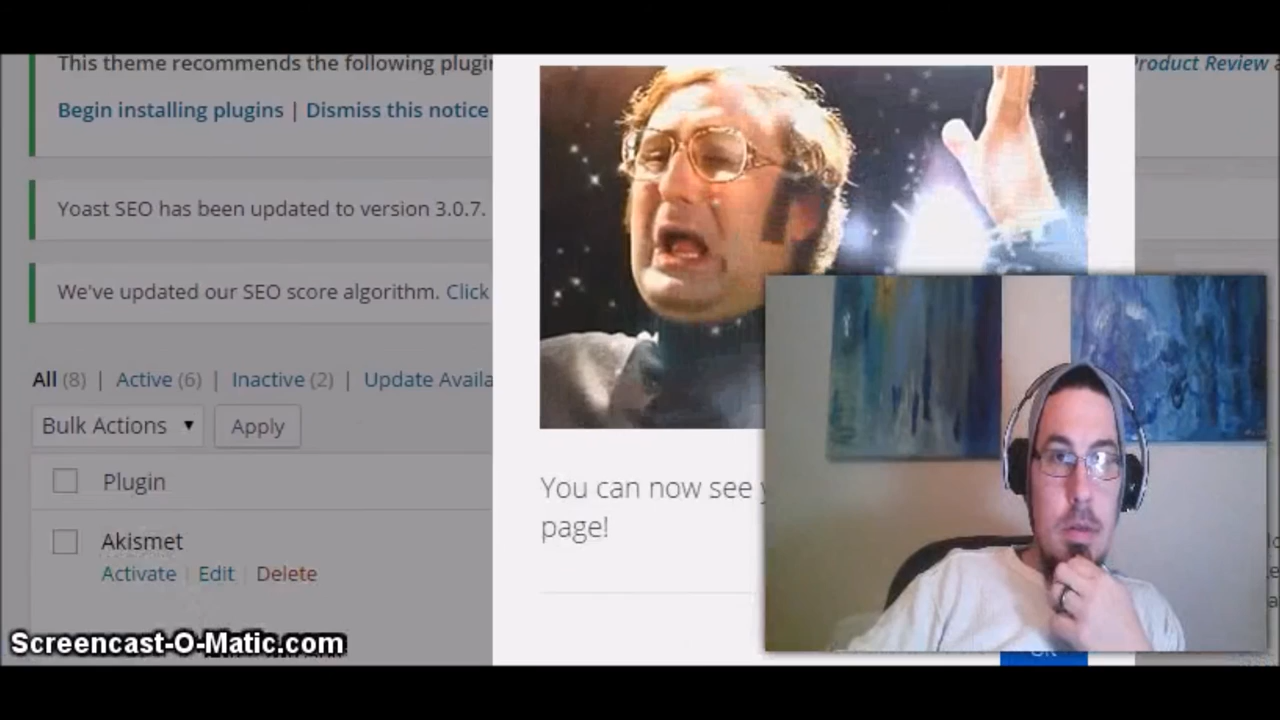 This theme recommends the following
Product Review
Begin installing plugins | Dismiss this notice
Yoast SEO has been updated to version 3.0.7.
We've updated our SEO score algorithm. Click
All (8) | Active (6) | Inactive (2) | Update
Bulk Actions ▼ Apply
Plugin
You can now see
page!
Akismet
Activate | Edit | Delete
Screencast-O-Matic.com